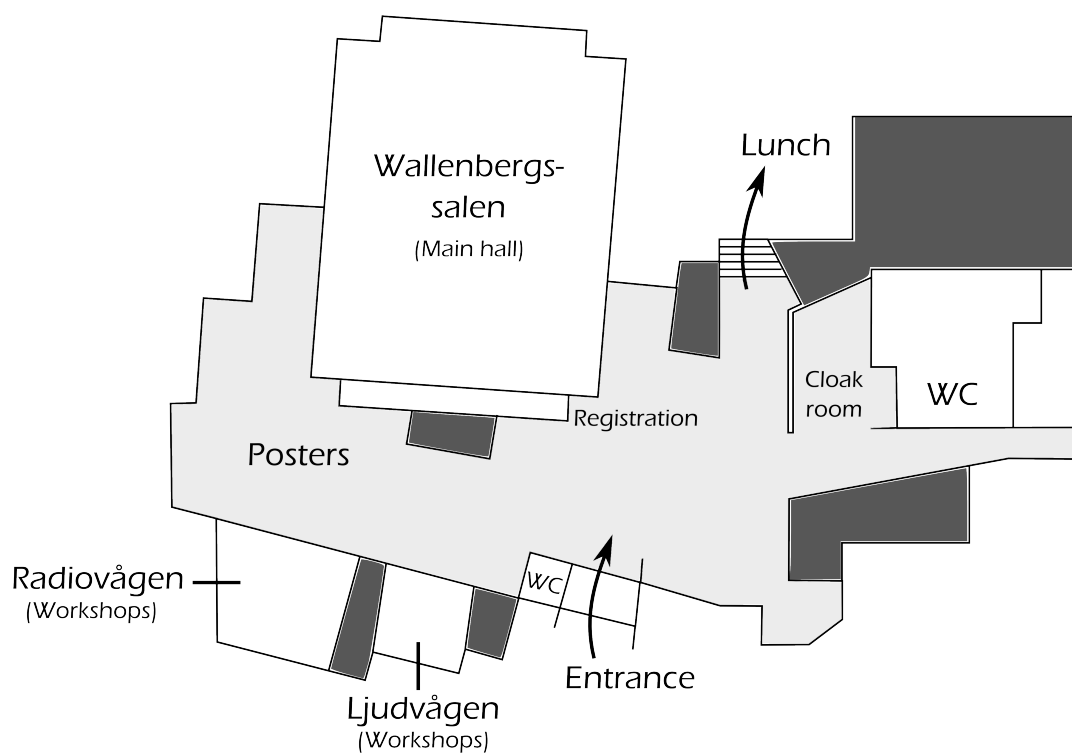 Lunch
Wallenbergs-
salen
(Main hall)
Cloak
room
WC
Registration
Posters
Radiovågen
(Workshops)
WC
Entrance
Ljudvågen
(Workshops)